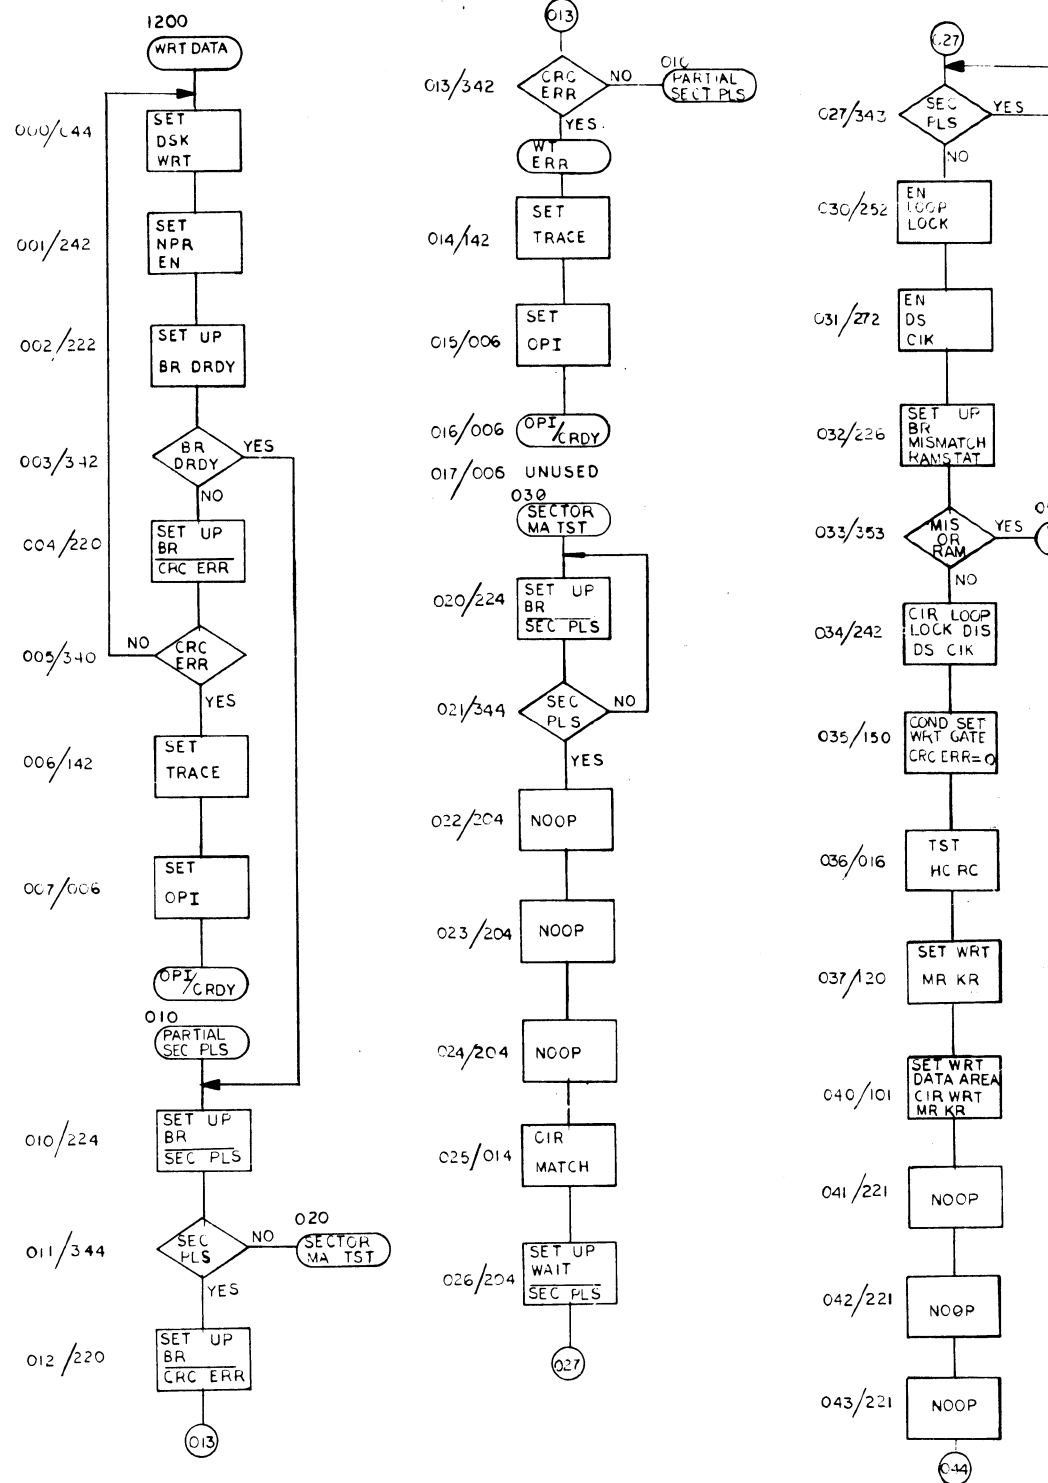 1200
WRT DATA
000/044
SET
DSK
WRT
001/242
SET
NPR
EN
002/222
SET UP
BR DRDY
003/342
BR
DRDY
YES
NO
004/220
SET UP
BR
CRC ERR
005/340
NO
CRC
ERR
YES
006/142
SET
TRACE
007/006
SET
OPI
OPI/CRDY
010
PARTIAL
SEC PLS
010/224
SET UP
BR
SEC PLS
011/344
SEC
PLS
NO
020
SECTOR
MA TST
YES
012/220
SET UP
BR
CRC ERR
013
013
013/342
CRC
ERR
NO
010
PARTIAL
SECT PLS
YES.
WT
ERR
014/142
SET
TRACE
015/006
SET
OPI
016/006
OPI/CRDY
017/006 UNUSED
030
SECTOR
MA TST
020/224
SET UP
BR
SEC PLS
021/344
SEC
PLS
NO
YES
022/204
NOOP
023/204
NOOP
024/204
NOOP
025/014
CIR
MATCH
026/204
SET UP
WAIT
SEC PLS
027
027
027/343
SEC
PLS
YES
NO
030/252
EN
LOOP
LOCK
031/272
EN
DS
CIK
032/226
SET UP
BR
MISMATCH
RAMSTAT
033/353
MIS
OR
RAM
YES
NO
034/242
CIR LOOP
LOCK DIS
DS CIK
035/150
COND SET
WRT GATE
CRC ERR=0
036/016
TST
HCRC
037/120
SET WRT
MR KR
040/101
SET WRT
DATA AREA
CIR WRT
MR KR
041/221
NOOP
042/221
NOOP
043/221
NOOP
044